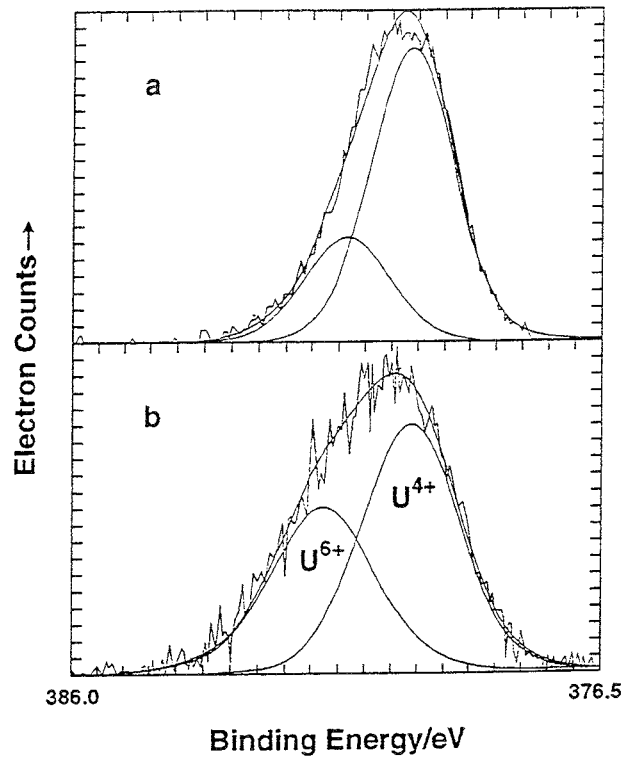 a
Electron Counts→
b
U⁴⁺
U⁶⁺
386.0
376.5
Binding Energy/eV